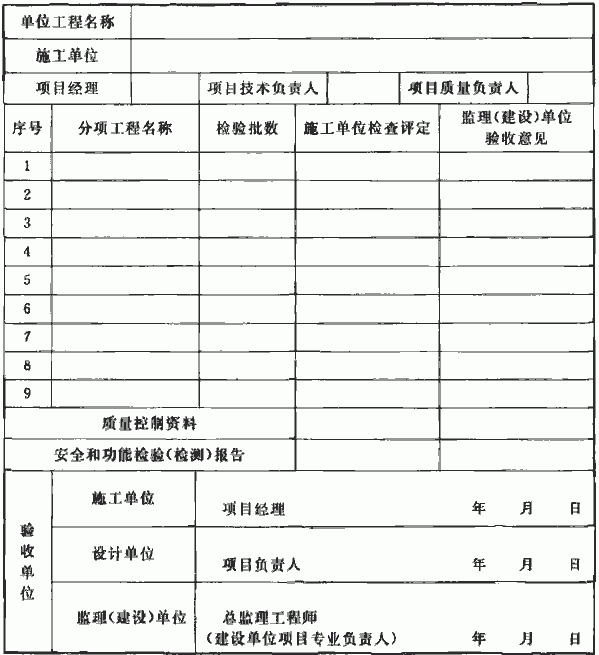 单位工程名称
施工单位
项目经理 项目技术负责人 项目质量负责人
序号 分项工程名称 检验批数 施工单位检查评定 监理(建设)单位
验收意见
1
2
3
4
5
6
7
8
9
质量控制资料
安全和功能检验(检测)报告
验收单位
施工单位 项目经理 年 月 日
设计单位 项目负责人 年 月 日
监理(建设)单位 总监理工程师
(建设单位项目专业负责人) 年 月 日